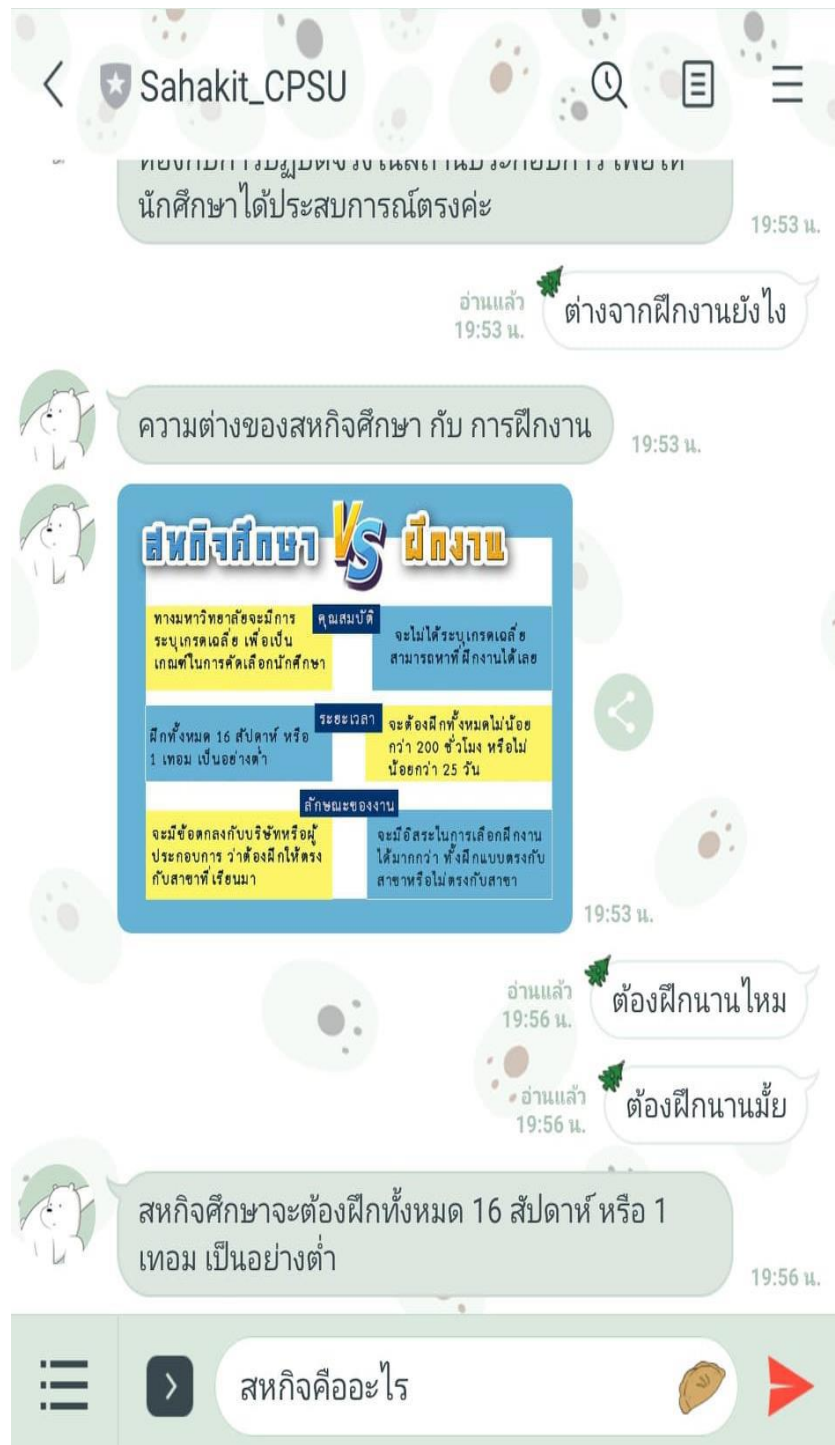 Sahakit_CPSU
นักศึกษาได้ประสบการณ์ตรงค่ะ
19:53 น.
อ่านแล้ว
19:53 น.
ต่างจากฝึกงานยังไง
ความต่างของสหกิจศึกษา กับ การฝึกงาน
19:53 น.
สหกิจศึกษา VS ฝึกงาน
คุณสมบัติ
ทางมหาวิทยาลัยจะมีการ
ระบุเกรดเฉลี่ย เพื่อเป็น
เกณฑ์ในการคัดเลือกนักศึกษา
จะไม่ได้ระบุเกรดเฉลี่ย
สามารถหาที่ฝึกงานได้เลย
ระยะเวลา
ฝึกทั้งหมด 16 สัปดาห์ หรือ
1 เทอม เป็นอย่างต่ำ
จะต้องฝึกทั้งหมดไม่น้อย
กว่า 200 ชั่วโมง หรือไม่
น้อยกว่า 25 วัน
ลักษณะของงาน
จะมีข้อตกลงกับบริษัทหรือผู้
ประกอบการ ว่าต้องฝึกให้ตรง
กับสาขาที่เรียนมา
จะมีอิสระในการเลือกฝึกงาน
ได้มากกว่า ทั้งฝึกแบบตรงกับ
สาขาหรือไม่ตรงกับสาขา
19:53 น.
อ่านแล้ว
19:56 น.
ต้องฝึกนานไหม
อ่านแล้ว
19:56 น.
ต้องฝึกนานมั้ย
สหกิจศึกษาจะต้องฝึกทั้งหมด 16 สัปดาห์ หรือ 1
เทอม เป็นอย่างต่ำ
19:56 น.
สหกิจคืออะไร